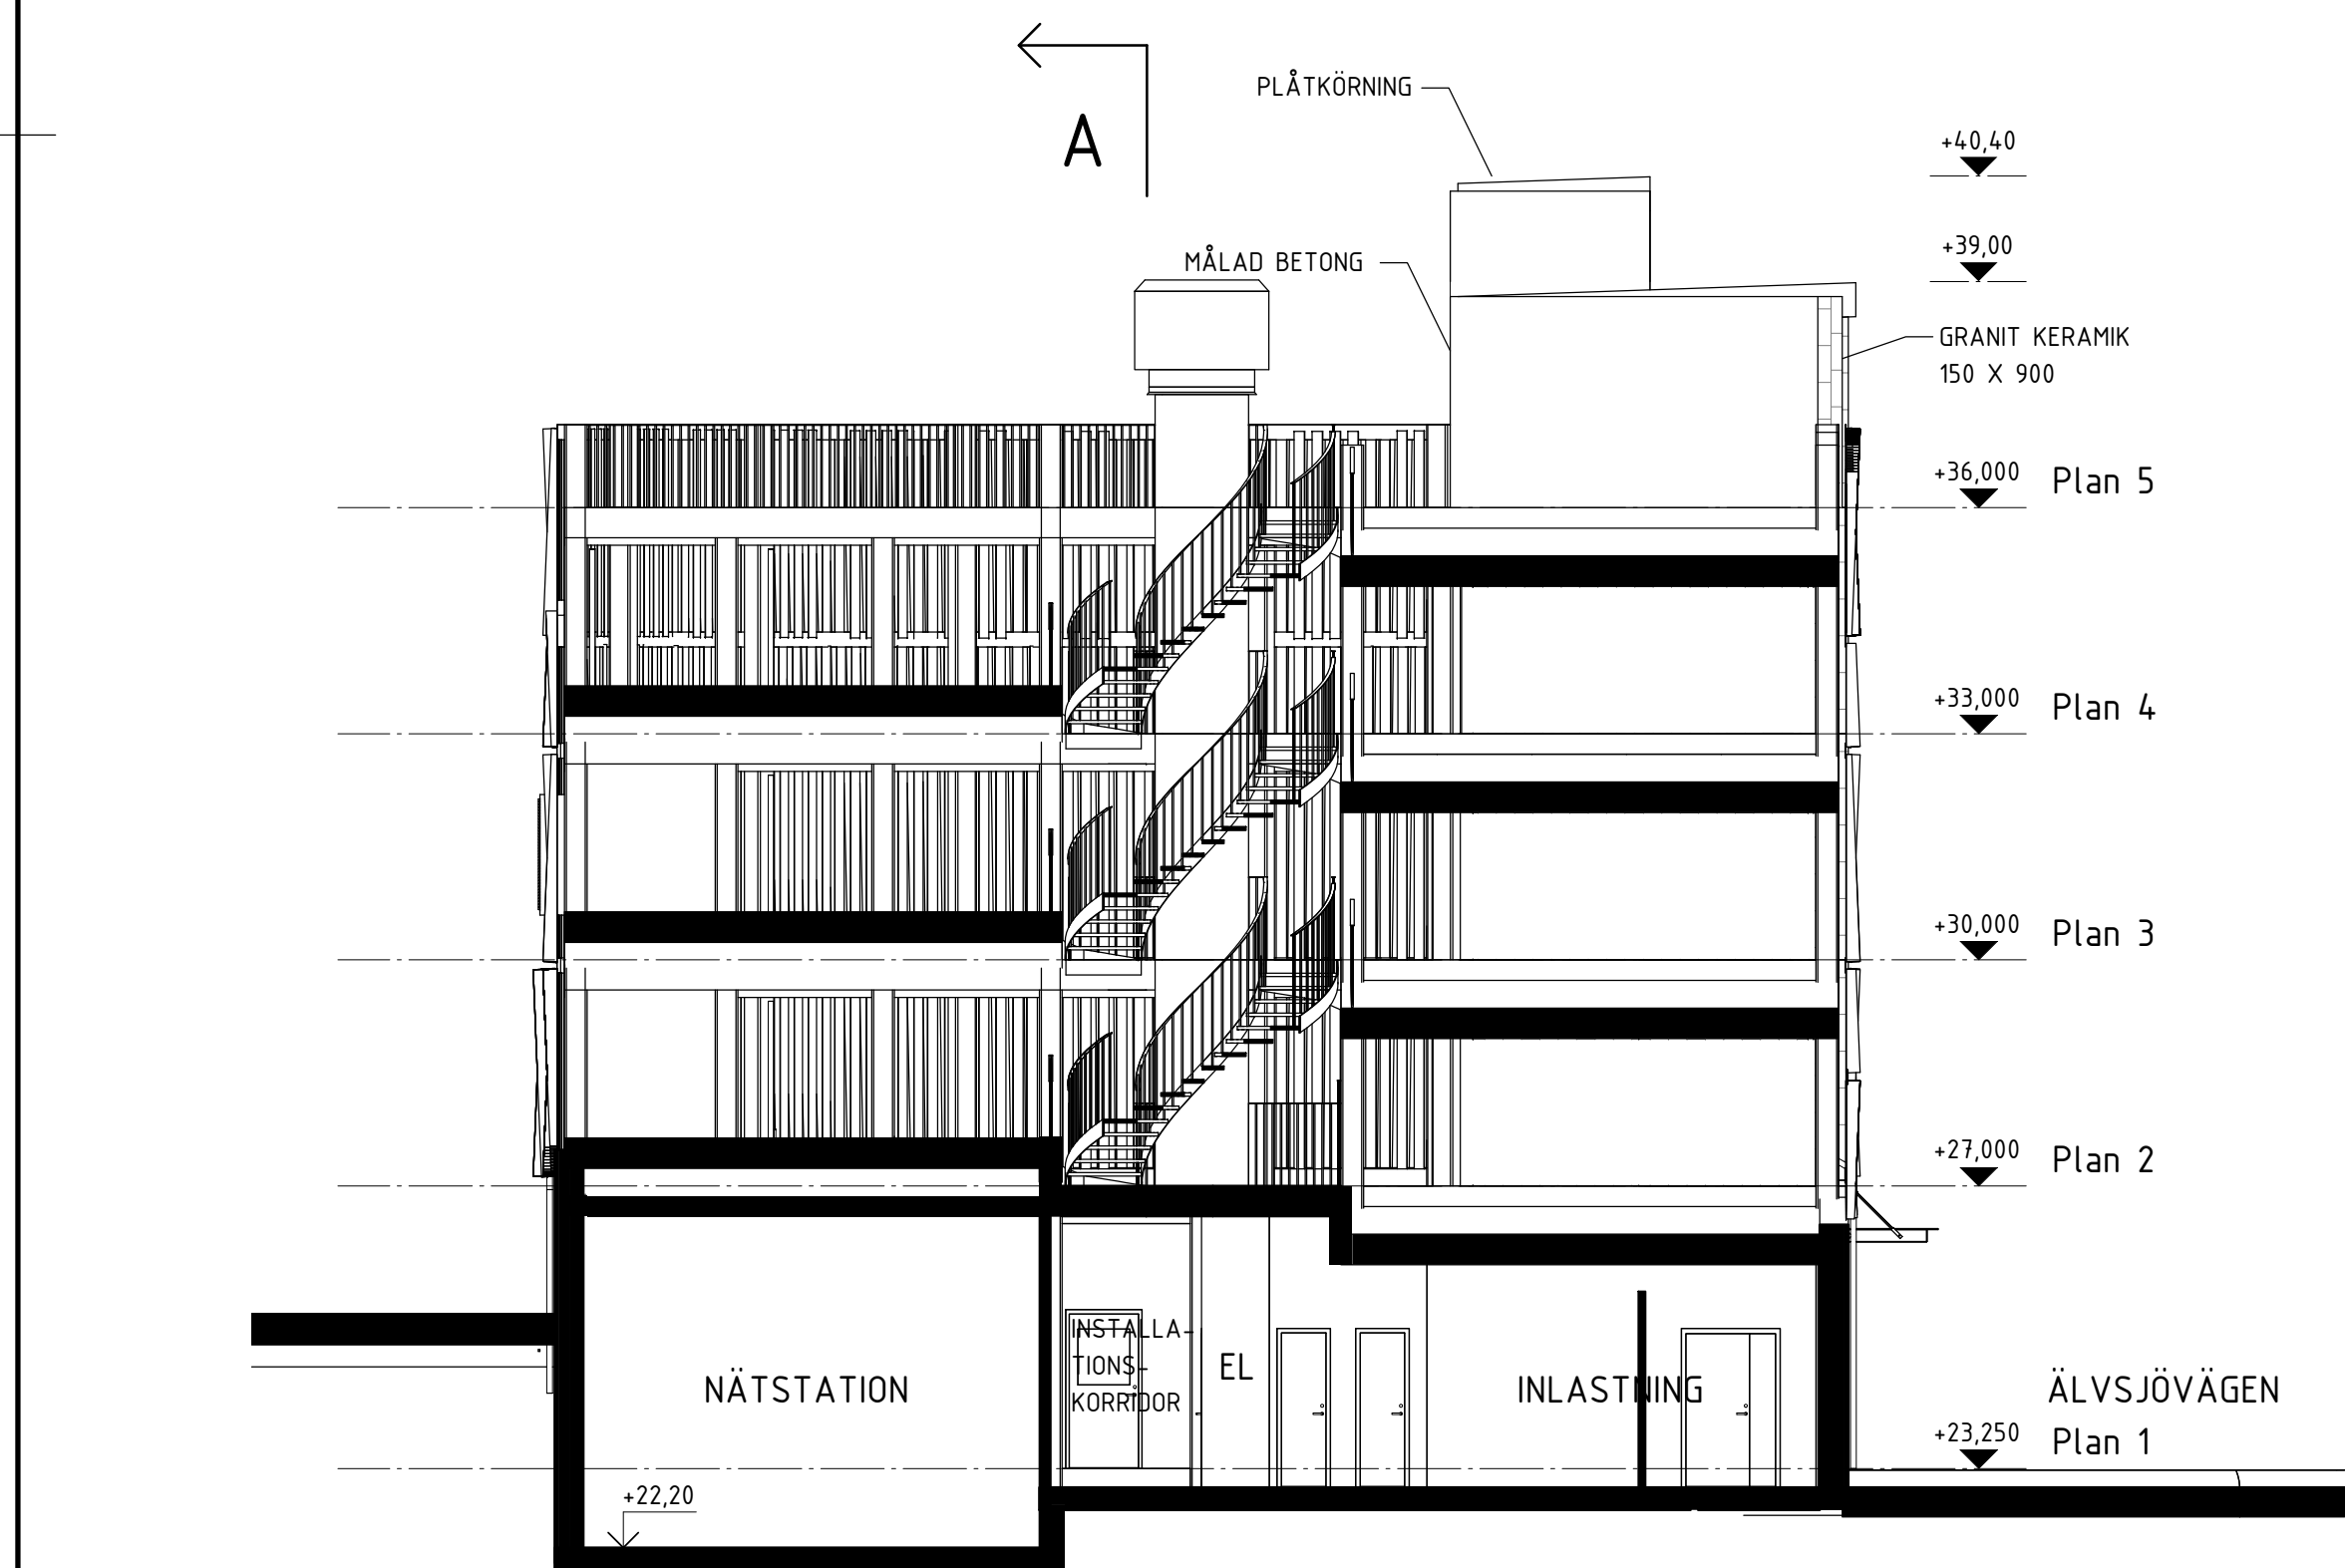 PLÅTKÖRNING
A
+40,40
+39,00
MÅLAD BETONG
GRANIT KERAMIK
150 X 900
+36,000 Plan 5
+33,000 Plan 4
+30,000 Plan 3
+27,000 Plan 2
INSTALLA-
TIONS-
KORRIDOR
EL
NÄTSTATION
INLASTNING
ÄLVSJÖVÄGEN
+23,250 Plan 1
+22,20